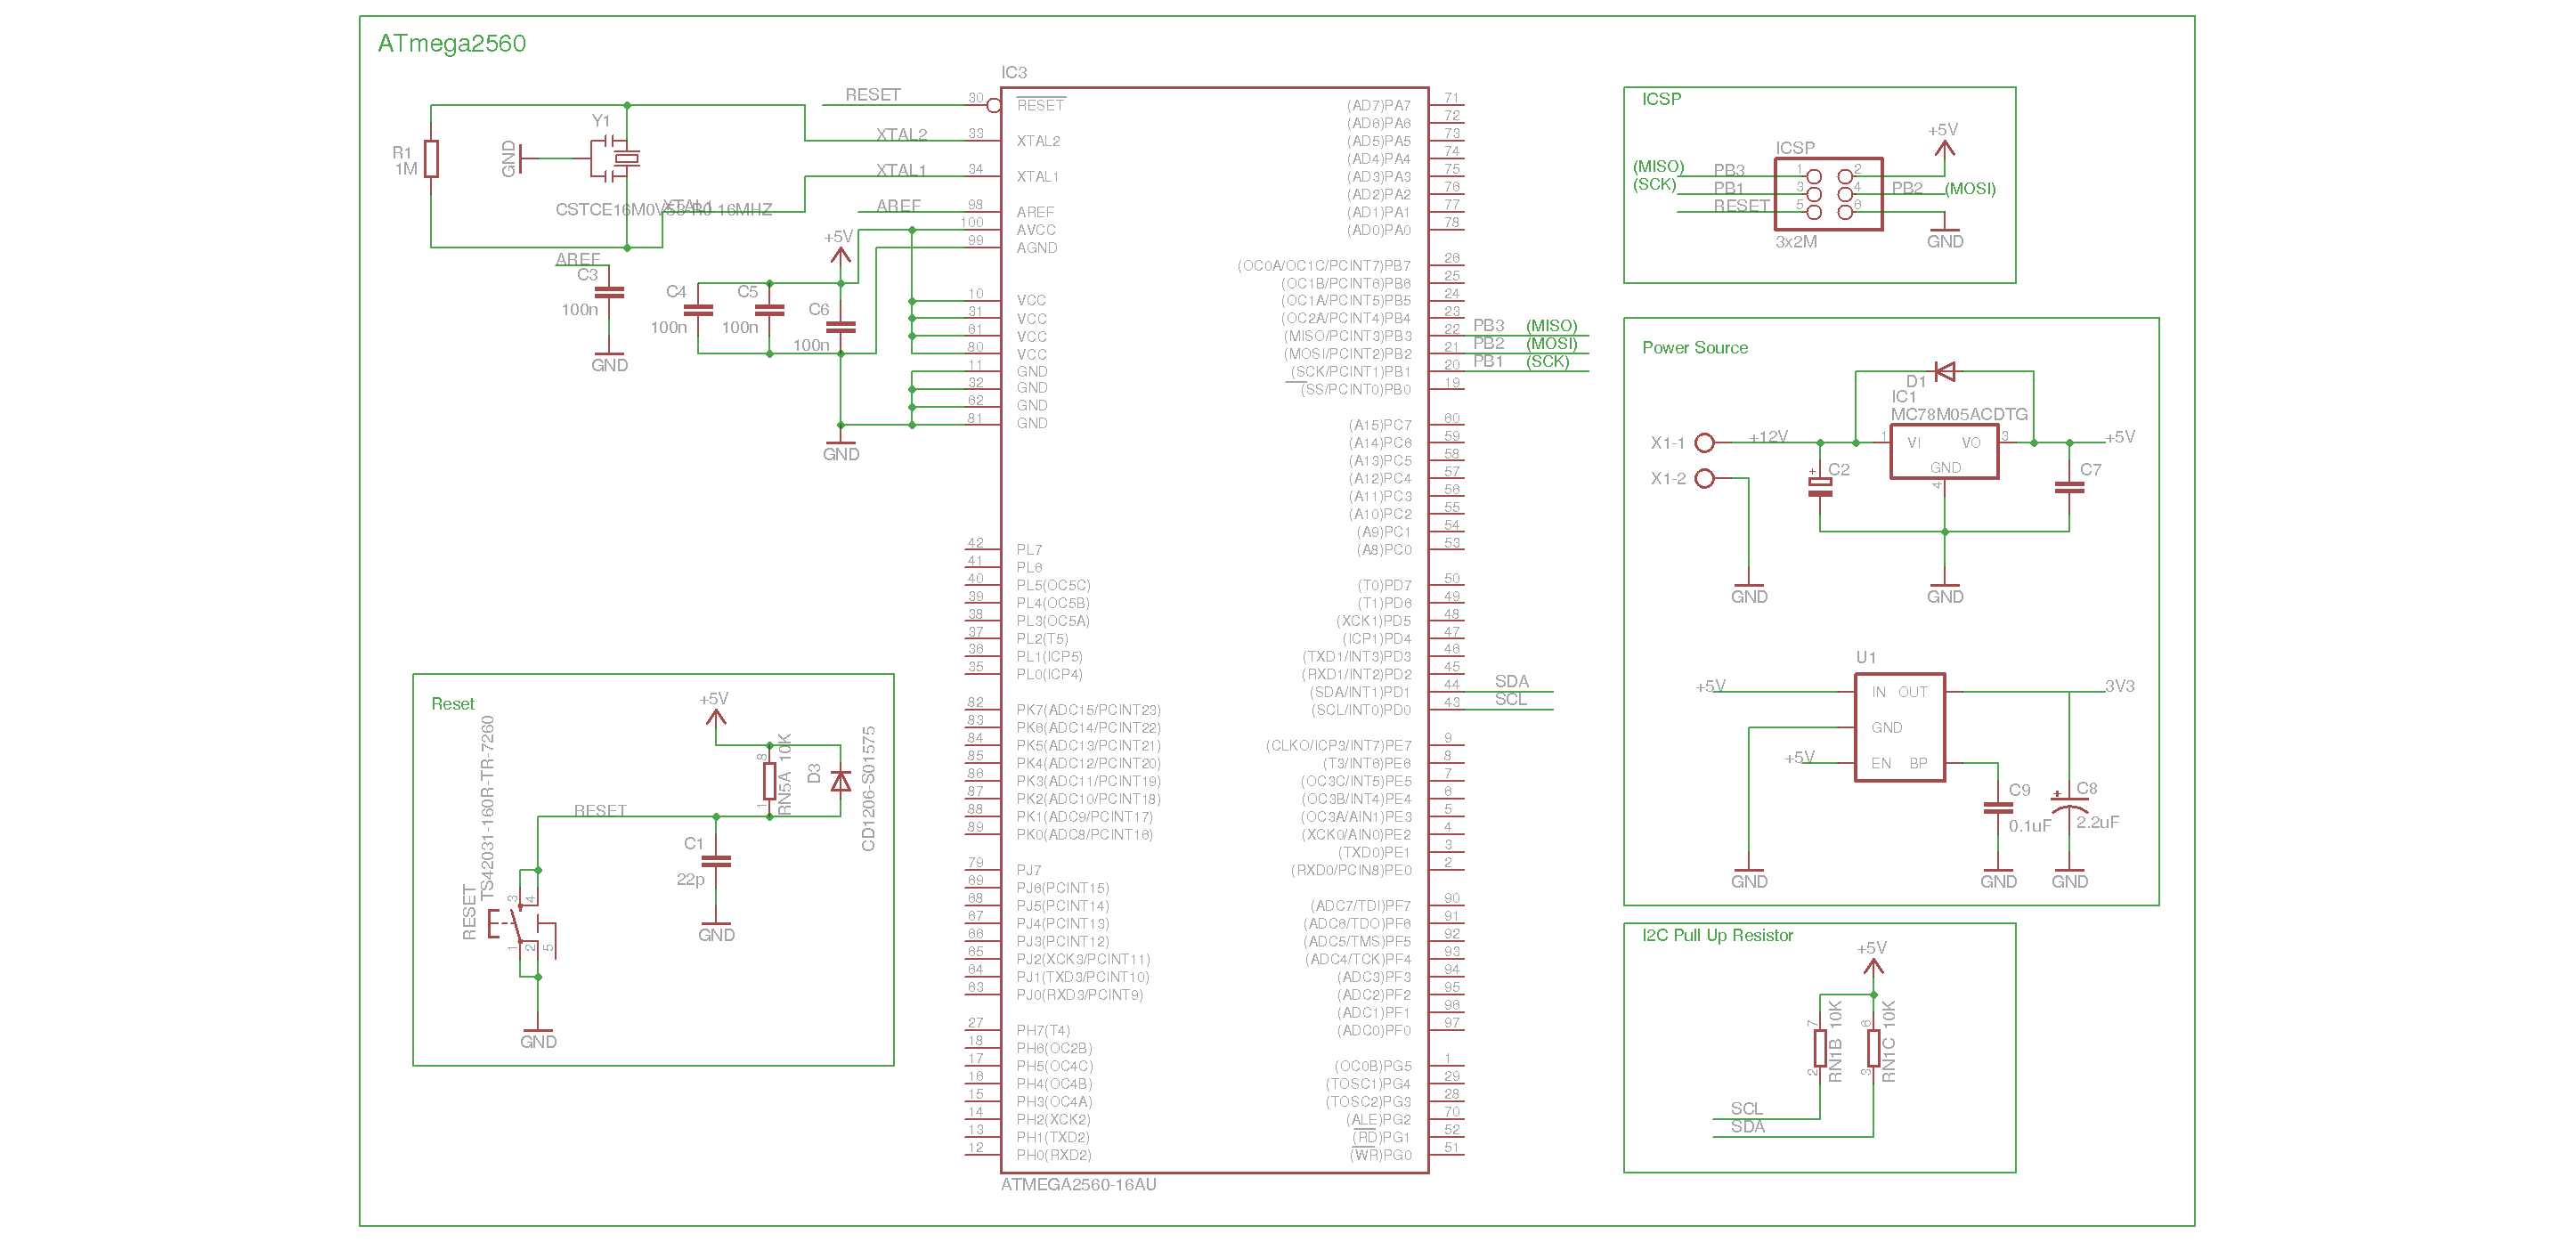 ATmega2560
IC3
RESET
30
RESET
XTAL2
33
XTAL2
XTAL1
34
XTAL1
AREF
98
AREF
100
AVCC
99
AGND
10
VCC
31
VCC
61
VCC
80
VCC
11
GND
32
GND
62
GND
81
GND
R1
1M
GND
Y1
CSTCE16M0V53-R0 16MHZ
XTAL1
AREF
C3
100n
GND
+5V
C4
100n
C5
100n
C6
100n
GND
42
PL7
41
PL6
40
PL5(OC5C)
39
PL4(OC5B)
38
PL3(OC5A)
37
PL2(T5)
36
PL1(ICP5)
35
PL0(ICP4)
82
PK7(ADC15/PCINT23)
83
PK6(ADC14/PCINT22)
84
PK5(ADC13/PCINT21)
85
PK4(ADC12/PCINT20)
86
PK3(ADC11/PCINT19)
87
PK2(ADC10/PCINT18)
88
PK1(ADC9/PCINT17)
89
PK0(ADC8/PCINT16)
79
PJ7
69
PJ6(PCINT15)
68
PJ5(PCINT14)
67
PJ4(PCINT13)
66
PJ3(PCINT12)
65
PJ2(XCK3/PCINT11)
64
PJ1(TXD3/PCINT10)
63
PJ0(RXD3/PCINT9)
27
PH7(T4)
18
PH6(OC2B)
17
PH5(OC4C)
16
PH4(OC4B)
15
PH3(OC4A)
14
PH2(XCK2)
13
PH1(TXD2)
12
PH0(RXD2)
ATMEGA2560-16AU
(AD7)PA7
71
(AD6)PA6
72
(AD5)PA5
73
(AD4)PA4
74
(AD3)PA3
75
(AD2)PA2
76
(AD1)PA1
77
(AD0)PA0
78
(OC0A/OC1C/PCINT7)PB7
26
(OC1B/PCINT6)PB6
25
(OC1A/PCINT5)PB5
24
(OC2A/PCINT4)PB4
23
(MISO/PCINT3)PB3
22
PB3 (MISO)
(MOSI/PCINT2)PB2
21
PB2 (MOSI)
(SCK/PCINT1)PB1
20
PB1 (SCK)
(SS/PCINT0)PB0
19
(A15)PC7
60
(A14)PC6
59
(A13)PC5
58
(A12)PC4
57
(A11)PC3
56
(A10)PC2
55
(A9)PC1
54
(A8)PC0
53
(T0)PD7
50
(T1)PD6
49
(XCK1)PD5
48
(ICP1)PD4
47
(TXD1/INT3)PD3
46
(RXD1/INT2)PD2
45
(SDA/INT1)PD1
44
SDA
(SCL/INT0)PD0
43
SCL
(CLKO/ICP3/INT7)PE7
9
(T3/INT6)PE6
8
(OC3C/INT5)PE5
7
(OC3B/INT4)PE4
6
(OC3A/AIN1)PE3
5
(XCK0/AIN0)PE2
4
(TXD0)PE1
3
(RXD0/PCIN8)PE0
2
(ADC7/TDI)PF7
90
(ADC6/TDO)PF6
91
(ADC5/TMS)PF5
92
(ADC4/TCK)PF4
93
(ADC3)PF3
94
(ADC2)PF2
95
(ADC1)PF1
96
(ADC0)PF0
97
(OC0B)PG5
1
(TOSC1)PG4
29
(TOSC2)PG3
28
(ALE)PG2
70
(RD)PG1
52
(WR)PG0
51
Reset
+5V
TS42031-160R-TR-7260
RESET
RESET
3
4
1
2
5
GND
C1
22p
GND
8
1
RN5A 10K
D3
CD1206-S01575
ICSP
ICSP
+5V
(MISO) PB3 1
2
(SCK) PB1 3
4 PB2 (MOSI)
RESET 5
6
3x2M
GND
Power Source
D1
IC1
MC78M05ACDTG
X1-1
+12V
1
VI
VO
3
+5V
X1-2
+
C2
GND
4
C7
GND
GND
U1
+5V
IN OUT
3V3
GND
+5V
EN BP
C9
0.1uF
+
C8
2.2uF
GND
GND
GND
I2C Pull Up Resistor
+5V
7
2
RN1B 10K
6
3
RN1C 10K
SCL
SDA